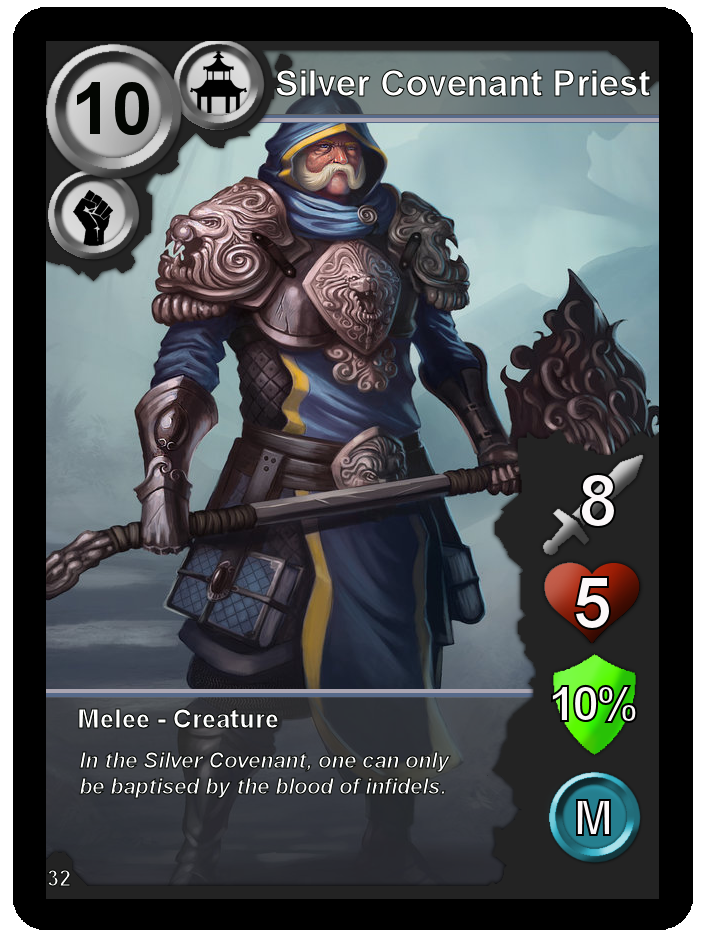 10
Silver Covenant Priest
8
5
10%
M
Melee - Creature
In the Silver Covenant, one can only
be baptised by the blood of infidels.
32